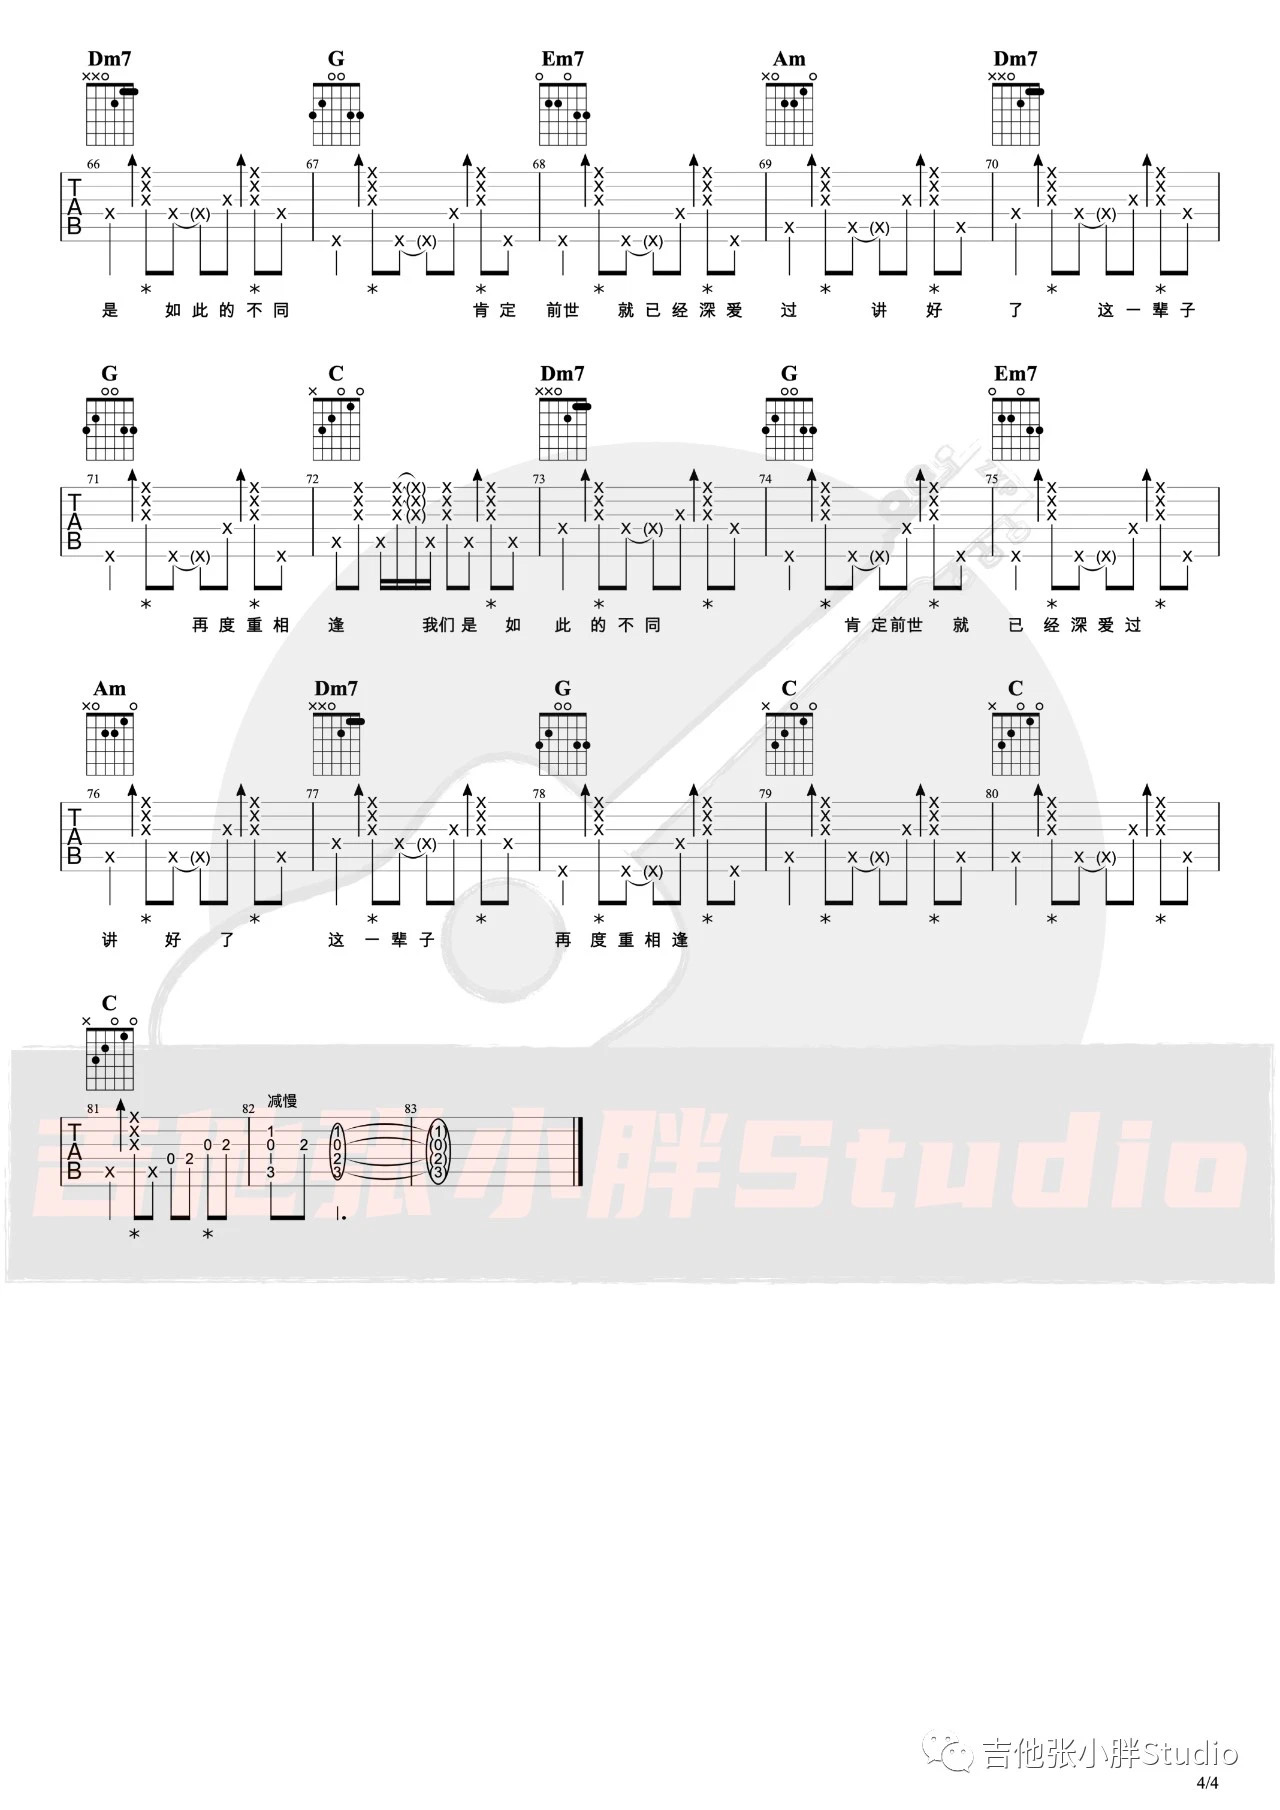 Dm7 G Em7 Am Dm7
66 67 68 69 70
是 如此的不同 肯定 前世 就已经深爱 过 讲 好 了 这一辈子
G C Dm7 G Em7
71 72 73 74 75
再度重相 逢 我们是 如 此 的不同 肯定前世 就 已 经深爱过
Am Dm7 G C C
76 77 78 79 80
讲 好 了 这 一辈子 再 度重相逢
C
81 82 减慢 83
吉他张小胖Studio
吉他张小胖Studio
4/4